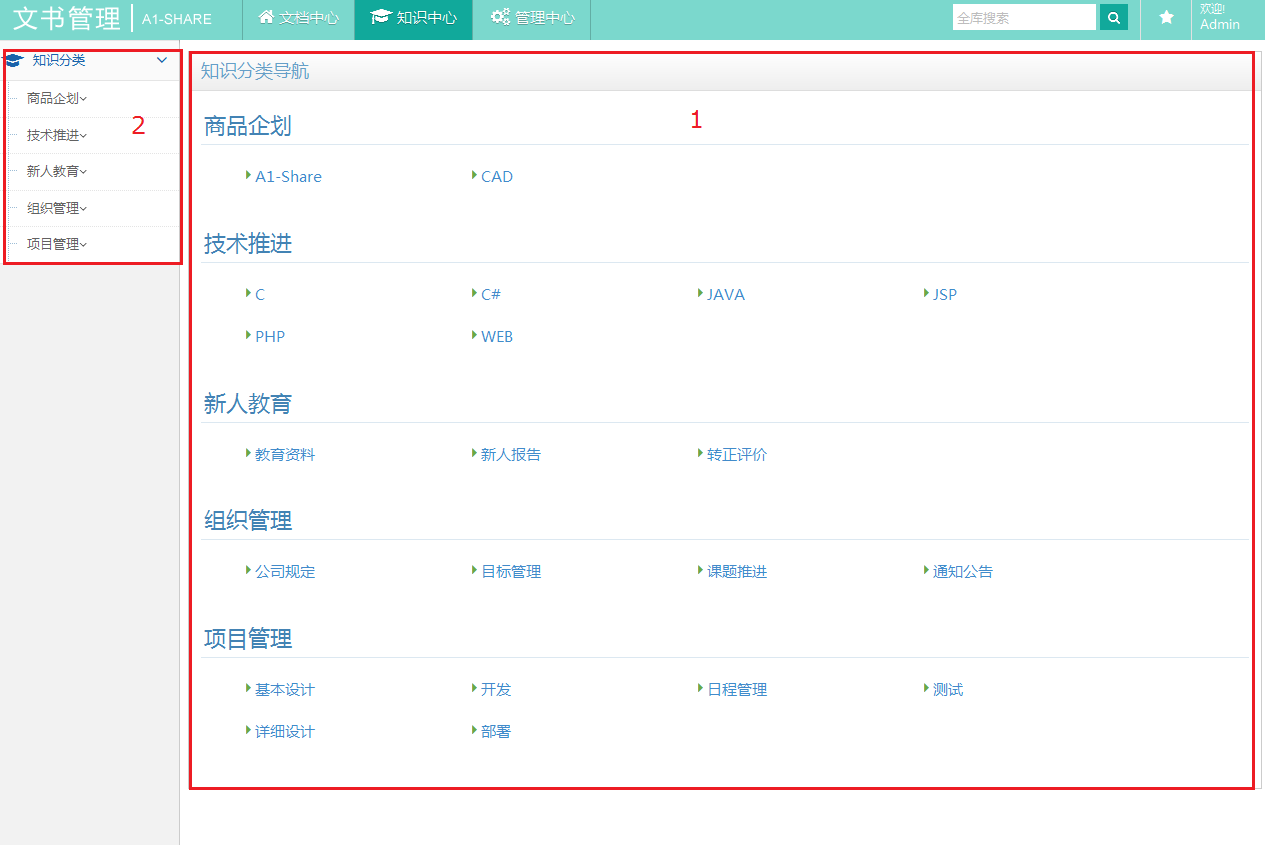 文书管理 A1-SHARE 文档中心 知识中心 管理中心 全库搜索 欢迎!
Admin
知识分类
商品企划
技术推进
新人教育
组织管理
项目管理
2
知识分类导航
1
商品企划
A1-Share CAD
技术推进
C C# JAVA JSP
PHP WEB
新人教育
教育资料 新人报告 转正评价
组织管理
公司规定 目标管理 课题推进 通知公告
项目管理
基本设计 开发 日程管理 测试
详细设计 部署